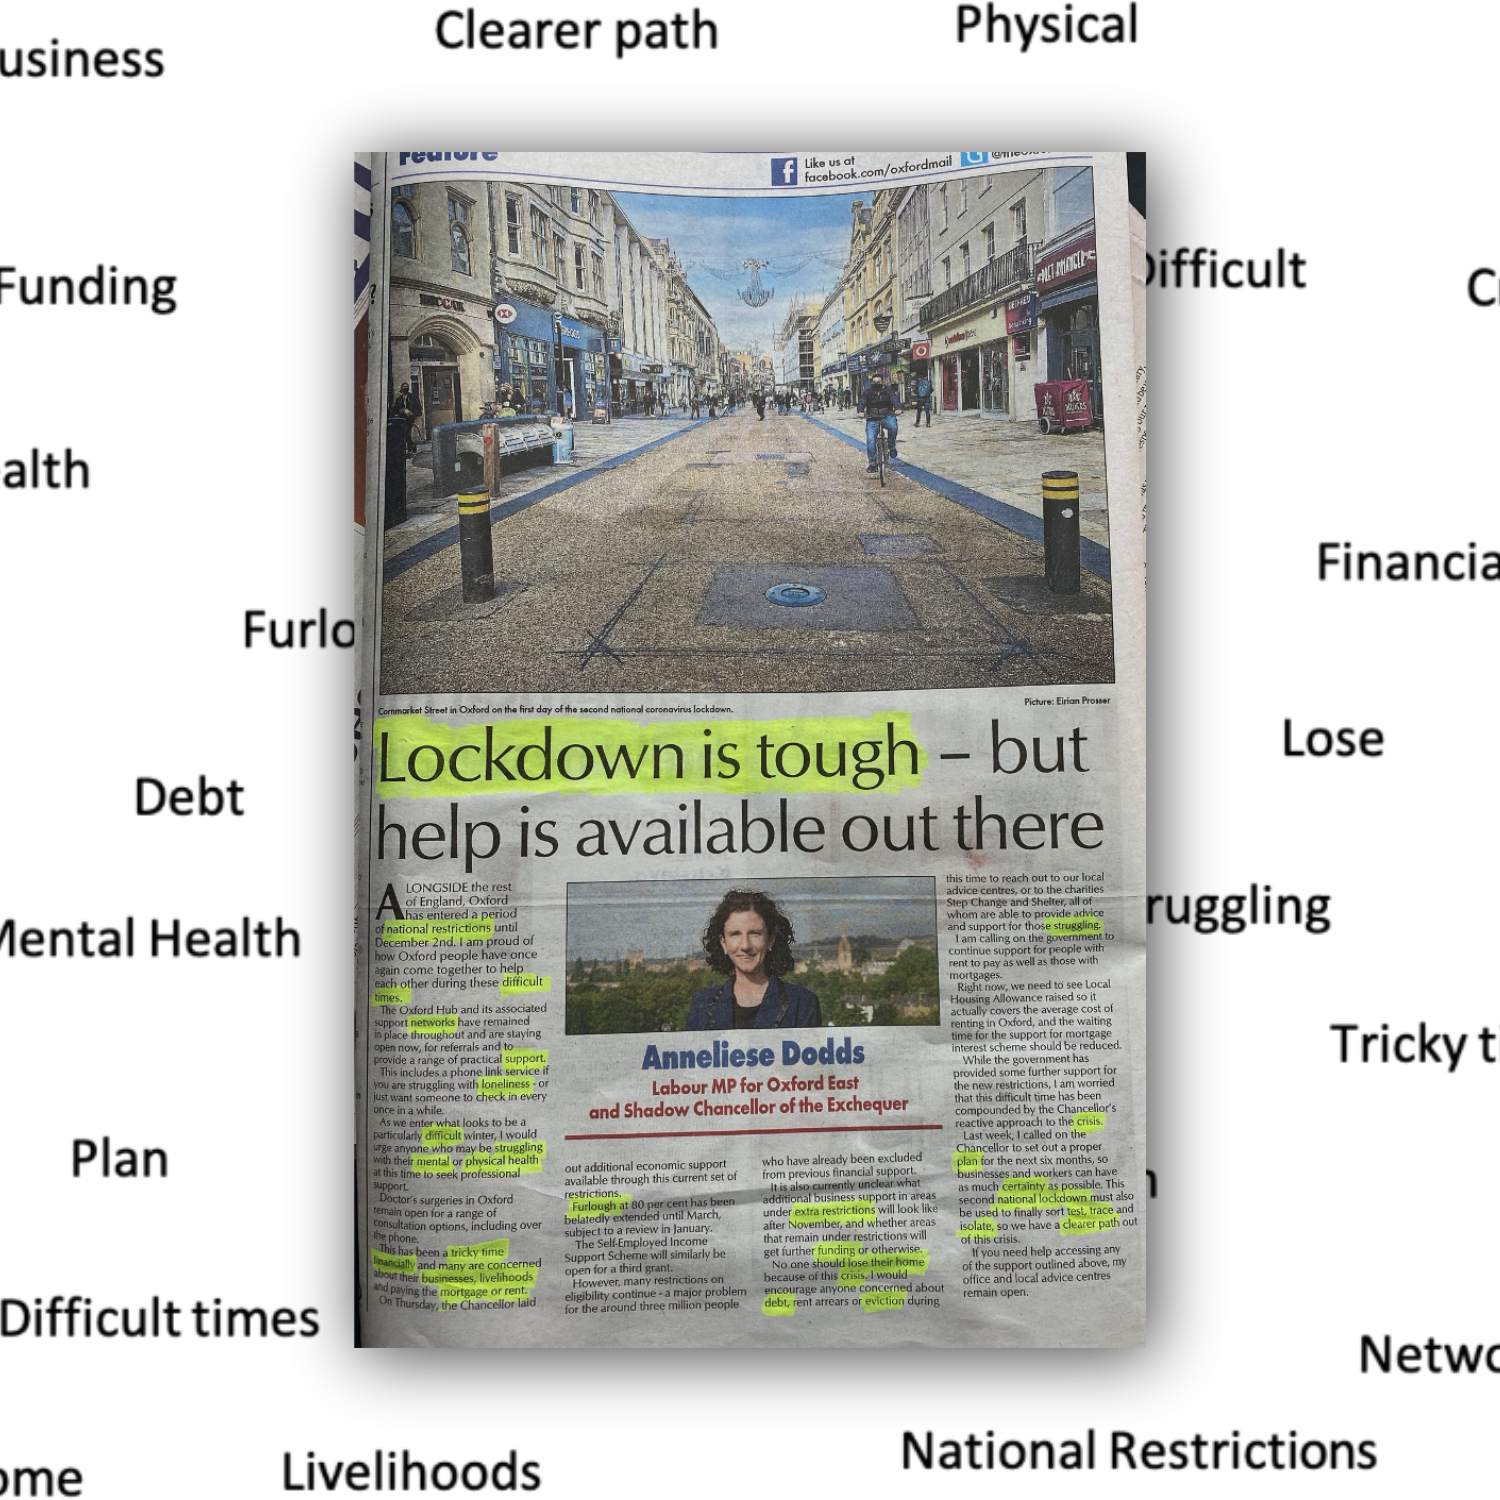 Clearer path
Physical
usiness
Funding
Difficult
alth
Financia
Furlo
Lose
Debt
ruggling
Mental Health
Tricky ti
Plan
Difficult times
Netwo
National Restrictions
Livelihoods
ome
Feature
Like us at
facebook.com/oxfordmail
Cornmarket Street in Oxford on the first day of the second national coronavirus lockdown.
Picture: Eirian Prosser
Lockdown is tough – but
help is available out there
ALONGSIDE the rest
of England, Oxford
has entered a period
of national restrictions until
December 2nd. I am proud of
how Oxford people have once
again come together to help
each other during these difficult
times.
The Oxford Hub and its associated
support networks have remained
in place throughout and are staying
open now, for referrals and to
provide a range of practical support.
This includes a phone link service if
you are struggling with loneliness - or
just want someone to check in every
once in a while.
As we enter what looks to be a
particularly difficult winter, I would
urge anyone who may be struggling
with their mental or physical health
at this time to seek professional
support.
Doctor's surgeries in Oxford
remain open for a range of
consultation options, including over
the phone.
This has been a tricky time
financially and many are concerned
about their businesses, livelihoods
and paying the mortgage or rent.
On Thursday, the Chancellor laid
Anneliese Dodds
Labour MP for Oxford East
and Shadow Chancellor of the Exchequer
out additional economic support
available through this current set of
restrictions.
Furlough at 80 per cent has been
belatedly extended until March,
subject to a review in January.
The Self-Employed Income
Support Scheme will similarly be
open for a third grant.
However, many restrictions on
eligibility continue - a major problem
for the around three million people
who have already been excluded
from previous financial support.
It is also currently unclear what
additional business support in areas
under extra restrictions will look like
after November, and whether areas
that remain under restrictions will
get further funding or otherwise.
No one should lose their home
because of this crisis. I would
encourage anyone concerned about
debt, rent arrears or eviction during
this time to reach out to our local
advice centres, or to the charities
Step Change and Shelter, all of
whom are able to provide advice
and support for those struggling.
I am calling on the government to
continue support for people with
rent to pay as well as those with
mortgages.
Right now, we need to see Local
Housing Allowance raised so it
actually covers the average cost of
renting in Oxford, and the waiting
time for the support for mortgage
interest scheme should be reduced.
While the government has
provided some further support for
the new restrictions, I am worried
that this difficult time has been
compounded by the Chancellor's
reactive approach to the crisis.
Last week, I called on the
Chancellor to set out a proper
plan for the next six months, so
businesses and workers can have
as much certainty as possible. This
second national lockdown must also
be used to finally sort test, trace and
isolate, so we have a clearer path out
of this crisis.
If you need help accessing any
of the support outlined above, my
office and local advice centres
remain open.